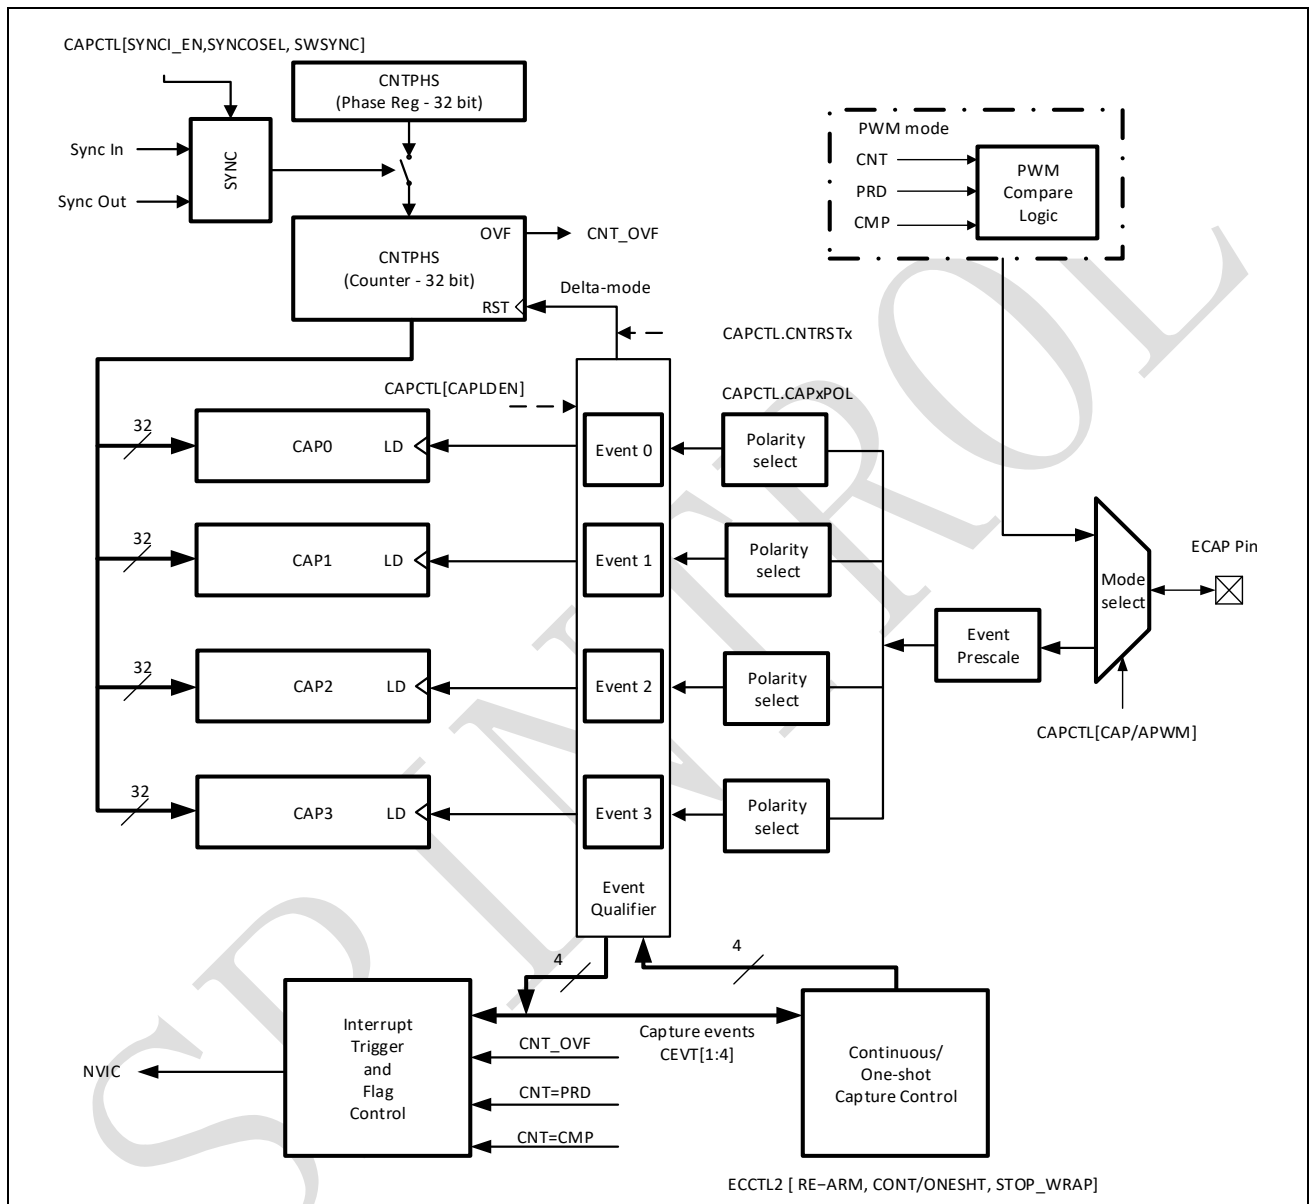 CAPCTL[SYNCI_EN,SYNCOSEL, SWSYNC]
CNTPHS
(Phase Reg - 32 bit)
Sync In
Sync Out
SYNC
CNTPHS
(Counter - 32 bit)
OVF
RST
CNT_OVF
Delta-mode
PWM mode
CNT
PRD
CMP
PWM
Compare
Logic
CAPCTL.CNTRSTx
CAPCTL[CAPLDEN]
CAPCTL.CAPxPOL
32
CAP0
LD
Event 0
Polarity
select
32
CAP1
LD
Event 1
Polarity
select
Mode
select
ECAP Pin
Event
Prescale
32
CAP2
LD
Event 2
Polarity
select
CAPCTL[CAP/APWM]
32
CAP3
LD
Event 3
Polarity
select
Event
Qualifier
4
4
Interrupt
Trigger
and
Flag
Control
NVIC
Capture events
CEVT[1:4]
CNT_OVF
CNT=PRD
CNT=CMP
Continuous/
One-shot
Capture Control
ECCTL2 [ RE−ARM, CONT/ONESHT, STOP_WRAP]
SPINTROL